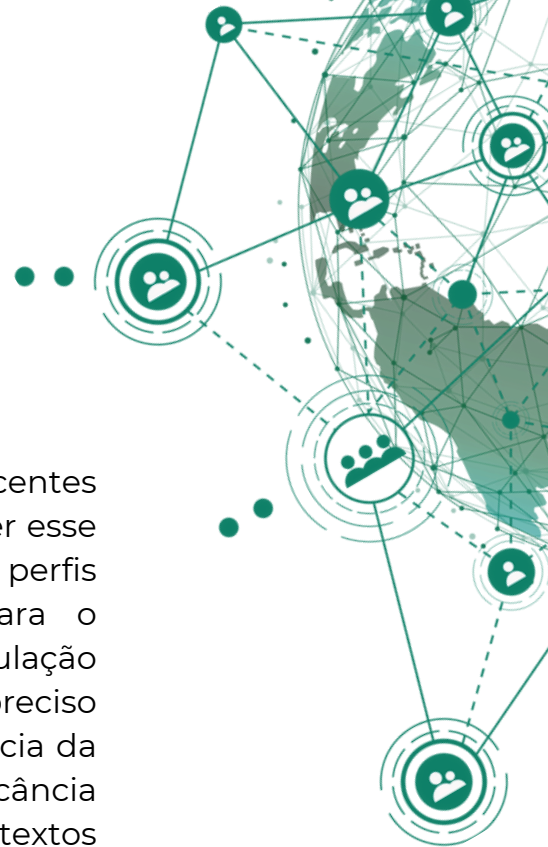 centes
er esse
perfis
ara o
ulação
preciso
cia da
cância
textos